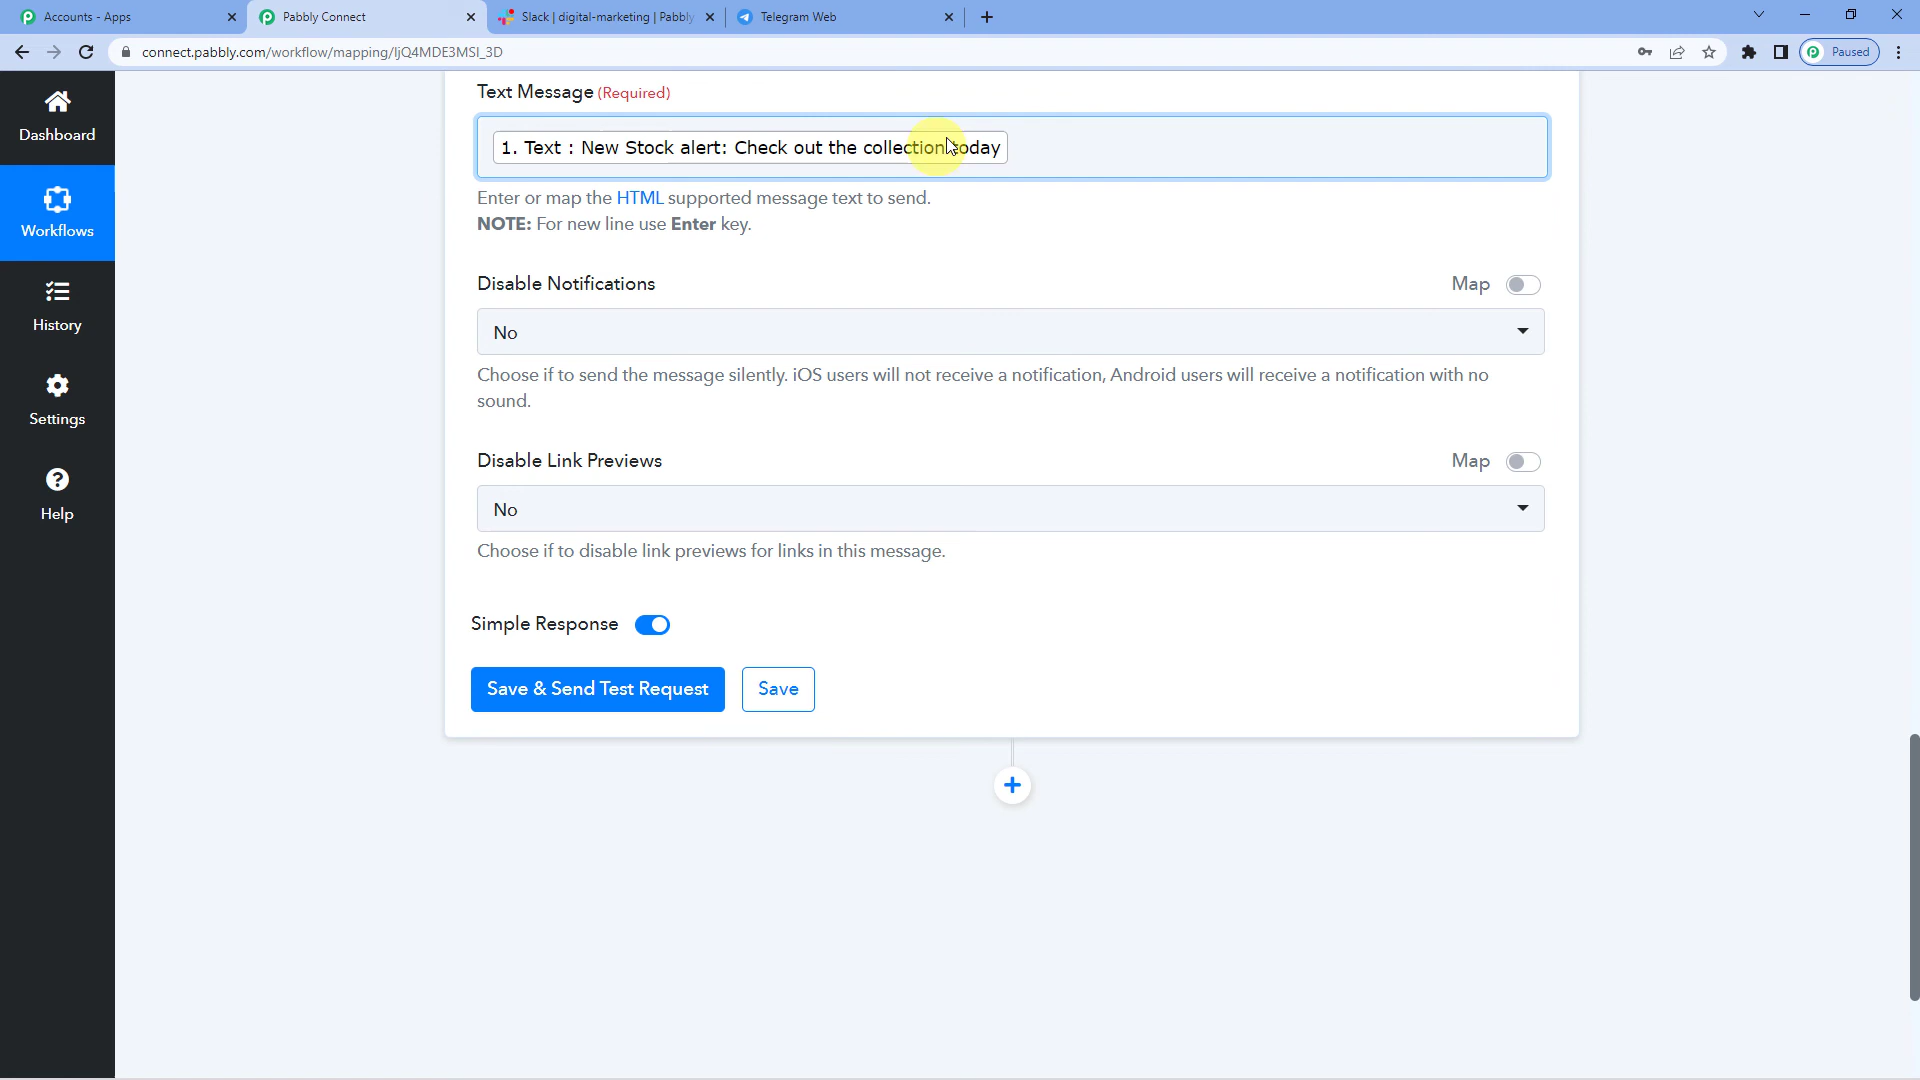 Accounts - Apps
Pabbly Connect
Slack | digital-marketing | Pabbly
Telegram Web
connect.pabbly.com/workflow/mapping/IjQ4MDE3MSI_3D
Paused
Dashboard
Workflows
History
Settings
Help
Text Message (Required)
1. Text : New Stock alert: Check out the collection today
Enter or map the HTML supported message text to send.
NOTE: For new line use Enter key.
Disable Notifications
Map
No
Choose if to send the message silently. iOS users will not receive a notification, Android users will receive a notification with no
sound.
Disable Link Previews
Map
No
Choose if to disable link previews for links in this message.
Simple Response
Save & Send Test Request
Save